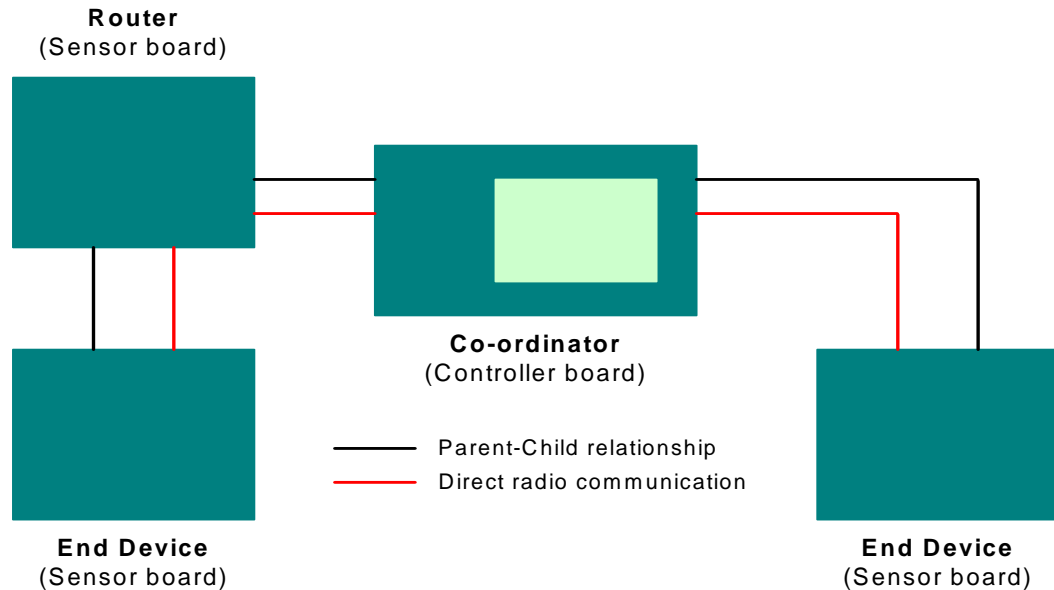 Router
(Sensor board)
Co-ordinator
(Controller board)
Parent-Child relationship
Direct radio communication
End Device
(Sensor board)
End Device
(Sensor board)